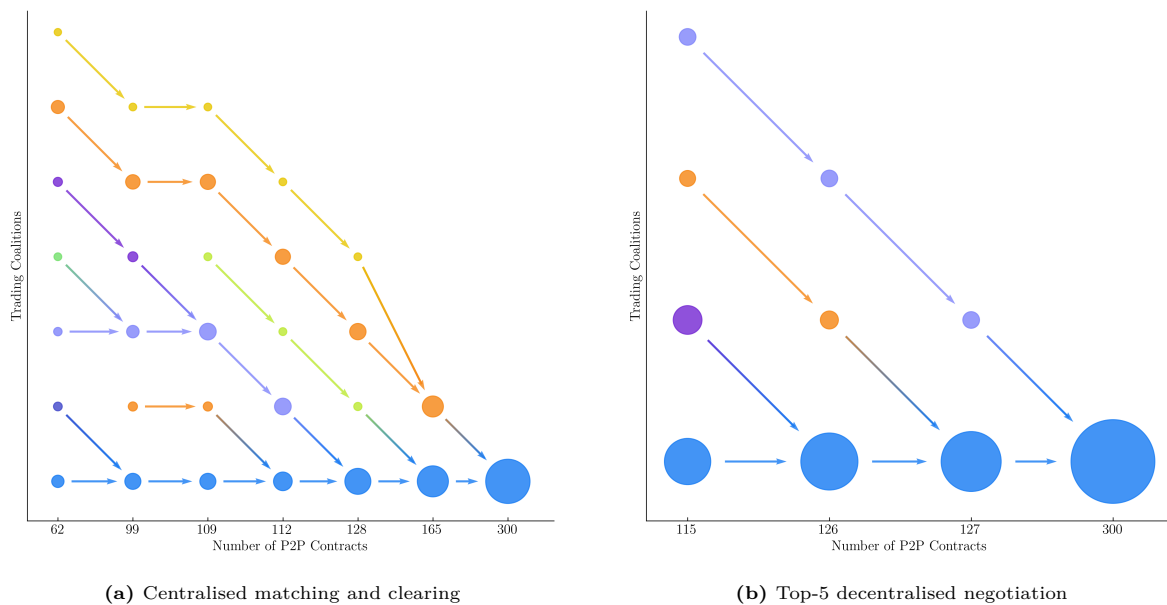 Trading Coalitions
62 99 109 112 128 165 300
Number of P2P Contracts
(a) Centralised matching and clearing
Trading Coalitions
115 126 127 300
Number of P2P Contracts
(b) Top-5 decentralised negotiation